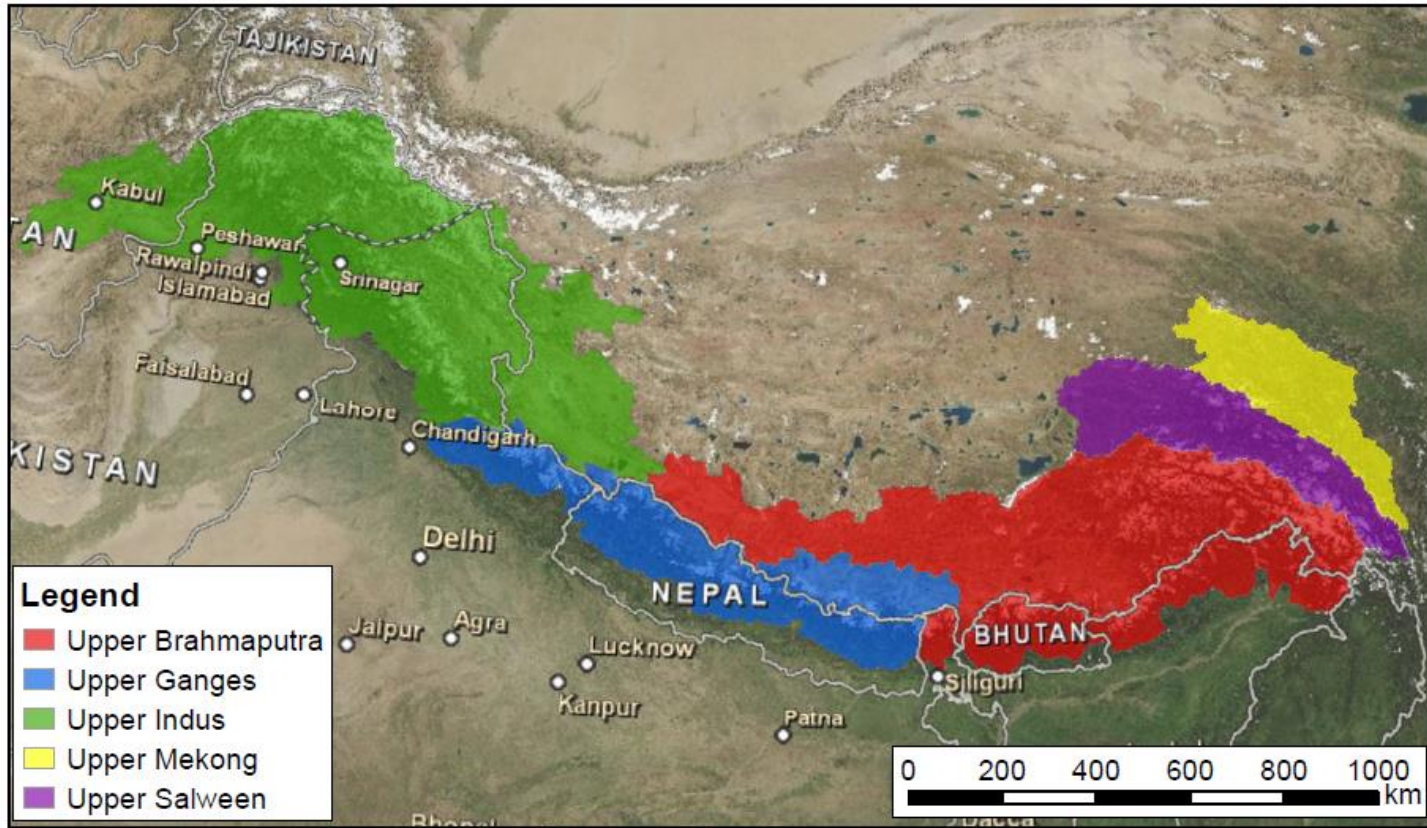 TAJIKISTAN
Kabul
TAN
Peshawar
Rawalpindi
Islamabad
Srinagar
Faisalabad
Lahore
Chandigarh
KISTAN
Delhi
NEPAL
BHUTAN
Jaipur
Agra
Lucknow
Kanpur
Siliguri
Patna
Legend
Upper Brahmaputra
Upper Ganges
Upper Indus
Upper Mekong
Upper Salween
0 200 400 600 800 1000
km
Bhopal
Dacca